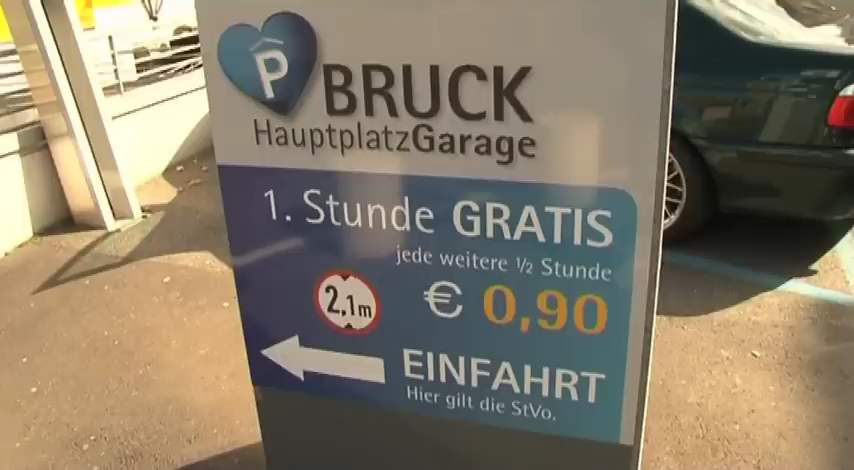 P
BRUCK
HauptplatzGarage
1. Stunde GRATIS
jede weitere ½ Stunde
2,1m
€ 0,90
EINFAHRT
Hier gilt die StVo.